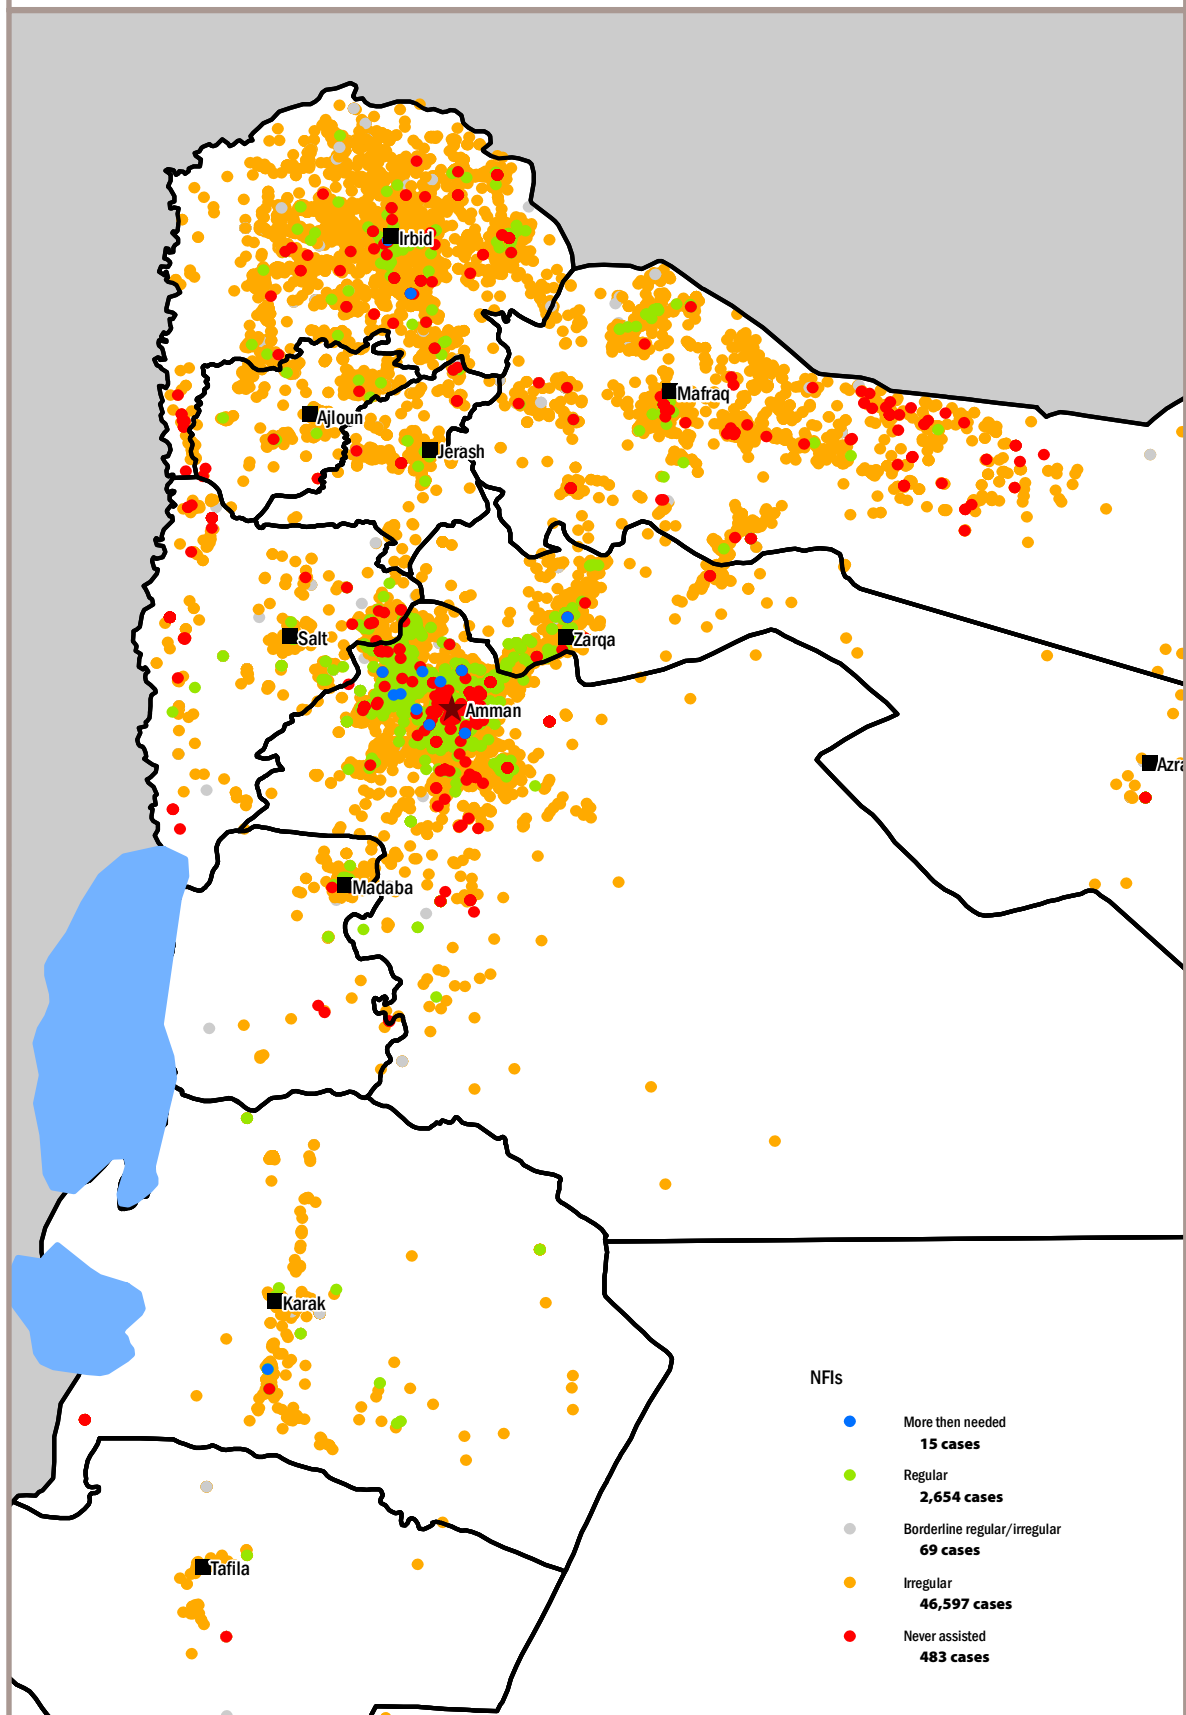 Irbid
Mafraq
Ajloun
Jerash
Salt
Zarqa
Amman
Azra
Madaba
Karak
Tafila
NFIs
More then needed
15 cases
Regular
2,654 cases
Borderline regular/irregular
69 cases
Irregular
46,597 cases
Never assisted
483 cases